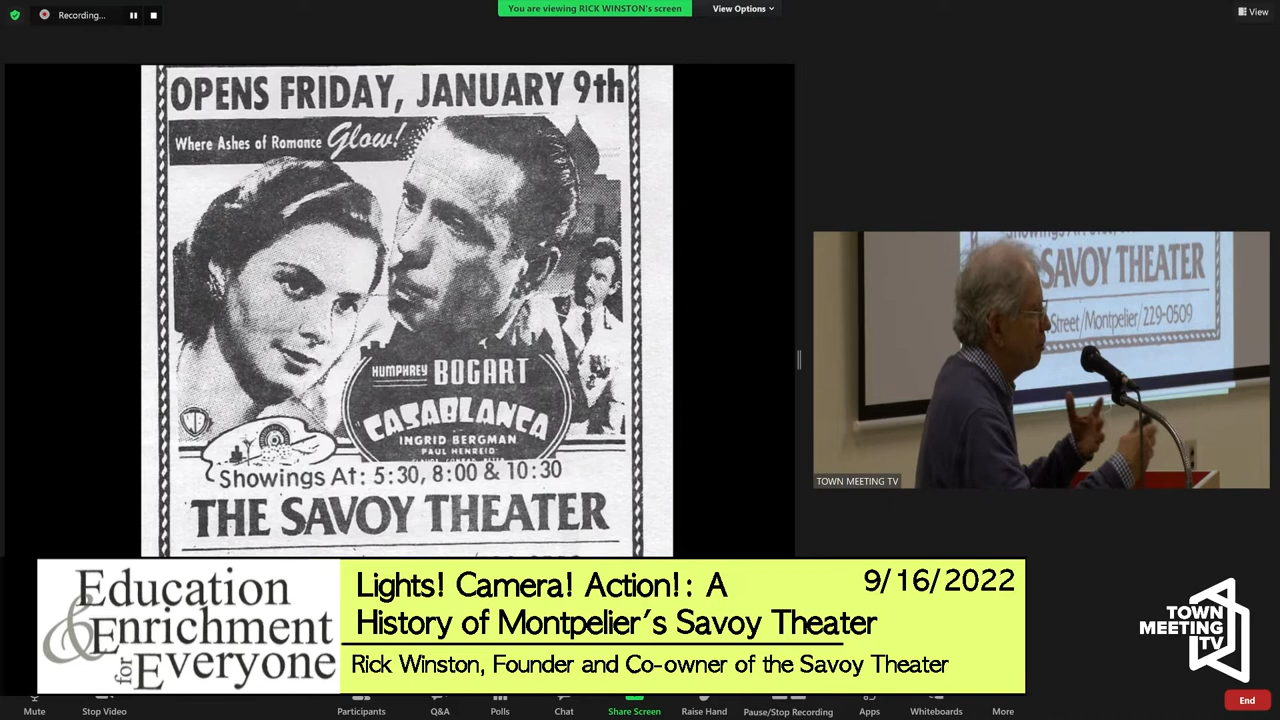 Recording...
You are viewing RICK WINSTON's screen
View Options
View
OPENS FRIDAY, JANUARY 9th
Where Ashes of Romance Glow!
HUMPHREY BOGART
CASABLANCA
INGRID BERGMAN
PAUL HENREID
WB
Showings At: 5:30, 8:00 & 10:30
THE SAVOY THEATER
SAVOY THEATER
Street/Montpelier/229-0509
TOWN MEETING TV
Education
& Enrichment
for Everyone
Lights! Camera! Action!: A
History of Montpelier's Savoy Theater
9/16/2022
Rick Winston, Founder and Co-owner of the Savoy Theater
TOWN
MEETING
TV
Mute
Stop Video
Participants
Q&A
Polls
Chat
Share Screen
Raise Hand
Pause/Stop Recording
Apps
Whiteboards
More
End